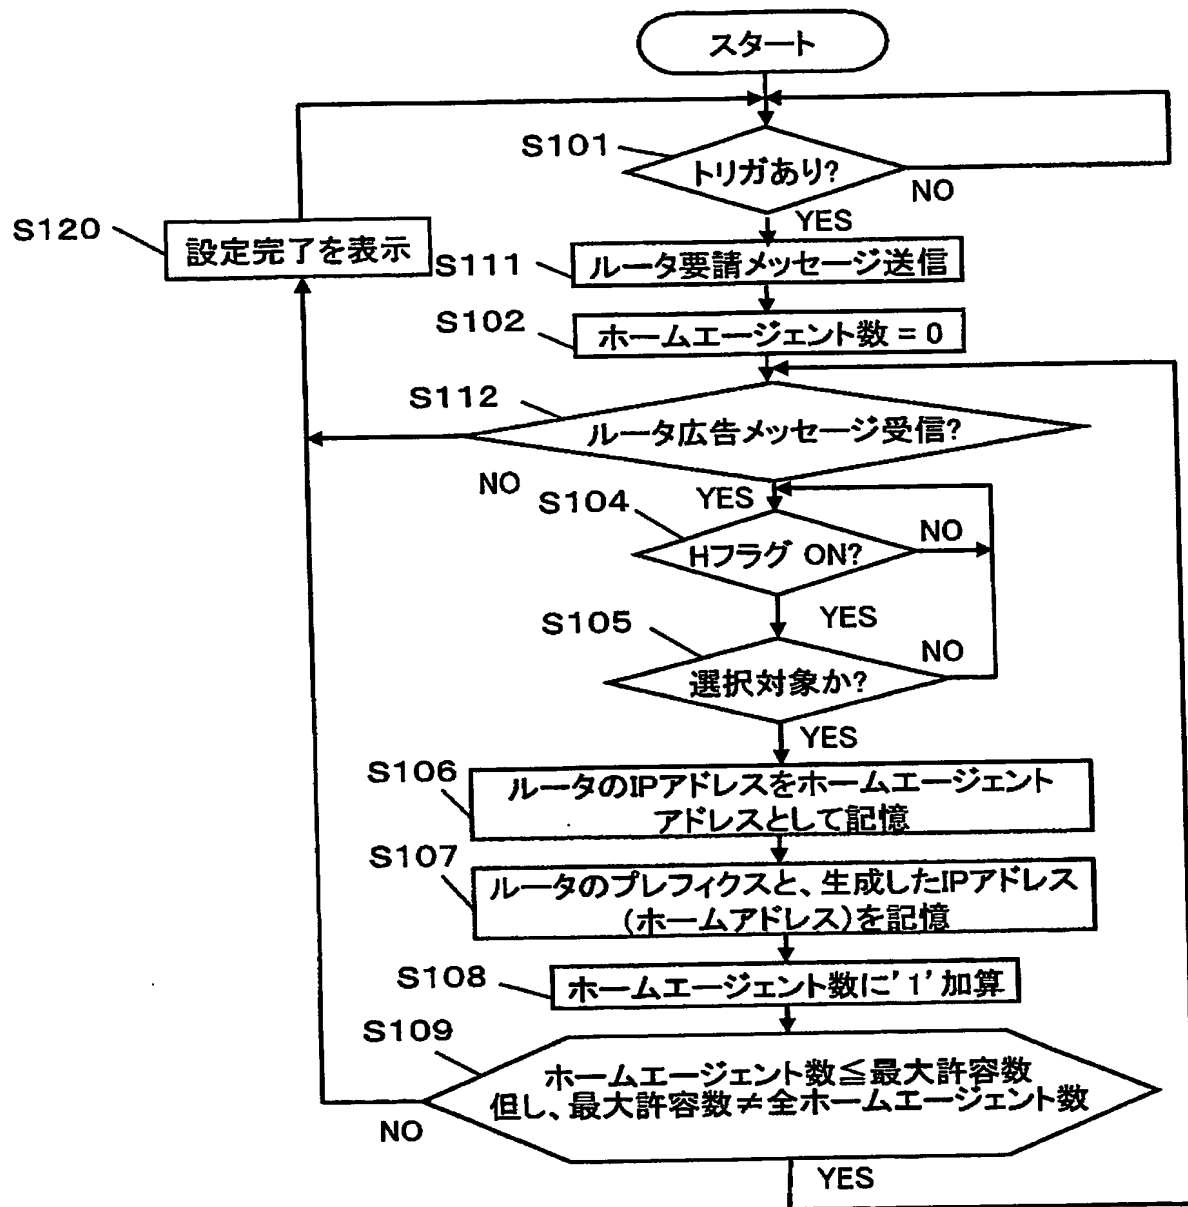 スタート
S101
トリガあり?
NO
YES
S120
設定完了を表示
S111
ルータ要請メッセージ送信
S102
ホームエージェント数 = 0
S112
ルータ広告メッセージ受信?
NO
YES
S104
Hフラグ ON?
NO
YES
S105
選択対象か?
NO
YES
S106
ルータのIPアドレスをホームエージェント
アドレスとして記憶
S107
ルータのプレフィクスと、生成したIPアドレス
(ホームアドレス)を記憶
S108
ホームエージェント数に'1'加算
S109
ホームエージェント数≦最大許容数
但し、最大許容数≠全ホームエージェント数
NO
YES